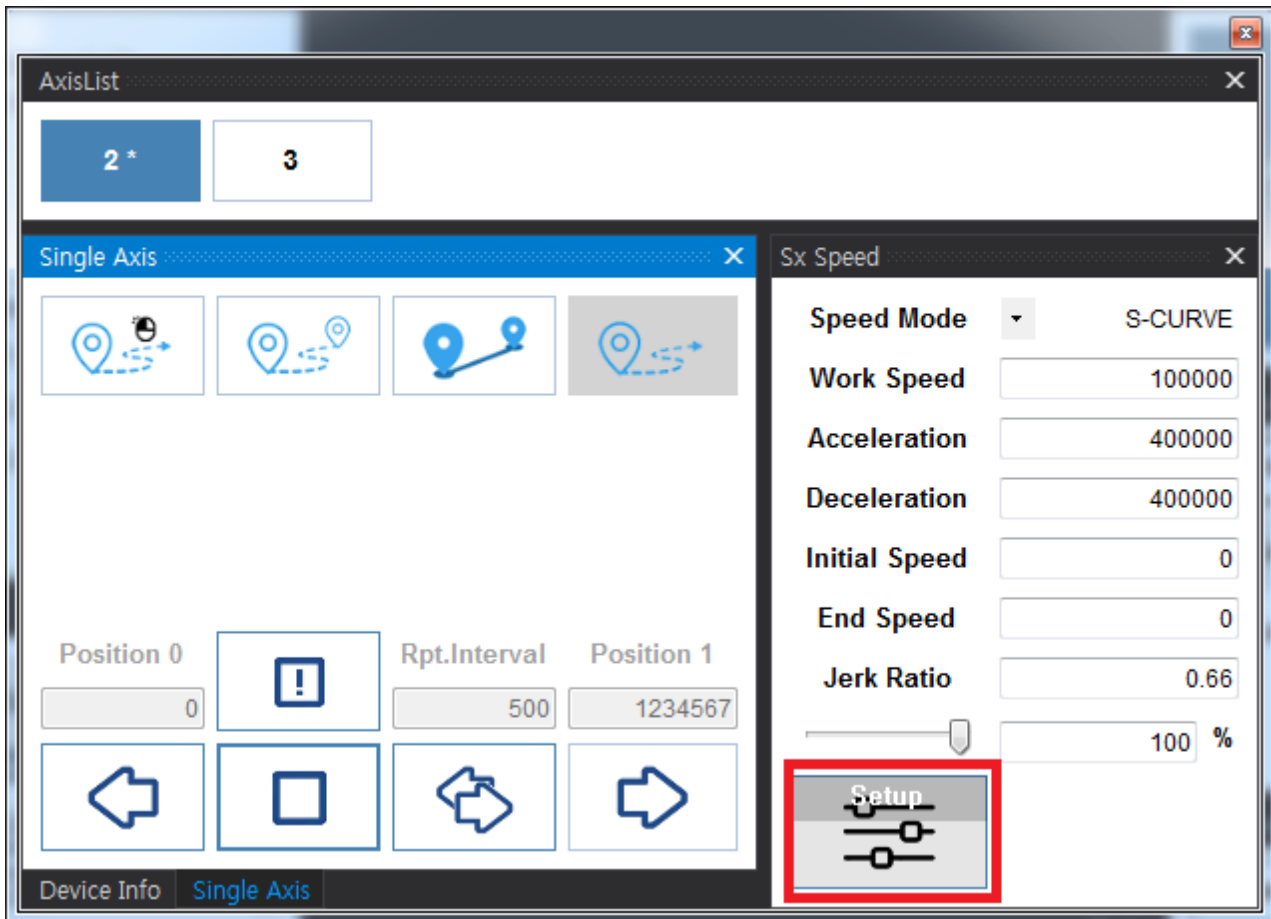 AxisList
2 *
3
Single Axis
Position 0
Rpt.Interval
Position 1
0
500
1234567
Device Info
Single Axis
Sx Speed
Speed Mode S-CURVE
Work Speed 100000
Acceleration 400000
Deceleration 400000
Initial Speed 0
End Speed 0
Jerk Ratio 0.66
100 %
Setup